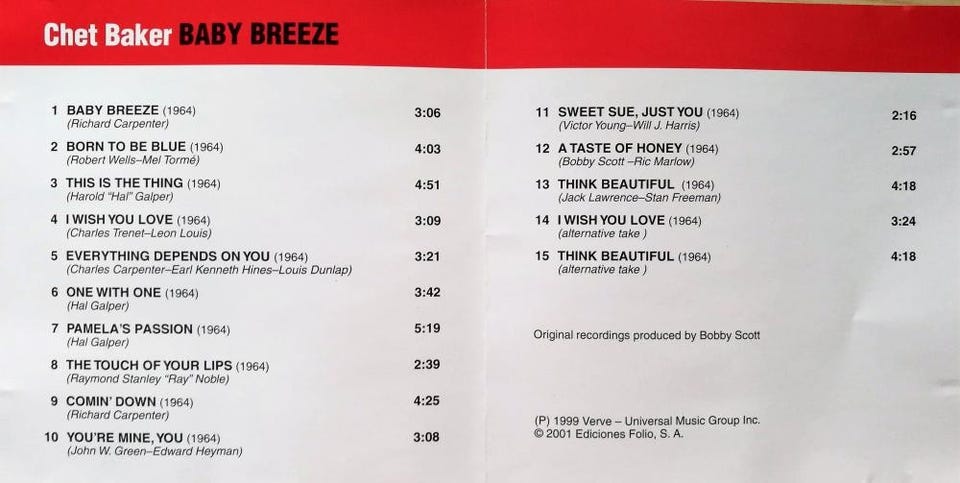 Chet Baker BABY BREEZE
1 BABY BREEZE (1964) 3:06
(Richard Carpenter)
2 BORN TO BE BLUE (1964) 4:03
(Robert Wells–Mel Tormé)
3 THIS IS THE THING (1964) 4:51
(Harold "Hal" Galper)
4 I WISH YOU LOVE (1964) 3:09
(Charles Trenet–Leon Louis)
5 EVERYTHING DEPENDS ON YOU (1964) 3:21
(Charles Carpenter–Earl Kenneth Hines–Louis Dunlap)
6 ONE WITH ONE (1964) 3:42
(Hal Galper)
7 PAMELA'S PASSION (1964) 5:19
(Hal Galper)
8 THE TOUCH OF YOUR LIPS (1964) 2:39
(Raymond Stanley "Ray" Noble)
9 COMIN' DOWN (1964) 4:25
(Richard Carpenter)
10 YOU'RE MINE, YOU (1964) 3:08
(John W. Green–Edward Heyman)
11 SWEET SUE, JUST YOU (1964) 2:16
(Victor Young–Will J. Harris)
12 A TASTE OF HONEY (1964) 2:57
(Bobby Scott –Ric Marlow)
13 THINK BEAUTIFUL (1964) 4:18
(Jack Lawrence–Stan Freeman)
14 I WISH YOU LOVE (1964) 3:24
(alternative take )
15 THINK BEAUTIFUL (1964) 4:18
(alternative take )
Original recordings produced by Bobby Scott
(P) 1999 Verve – Universal Music Group Inc.
© 2001 Ediciones Folio, S. A.